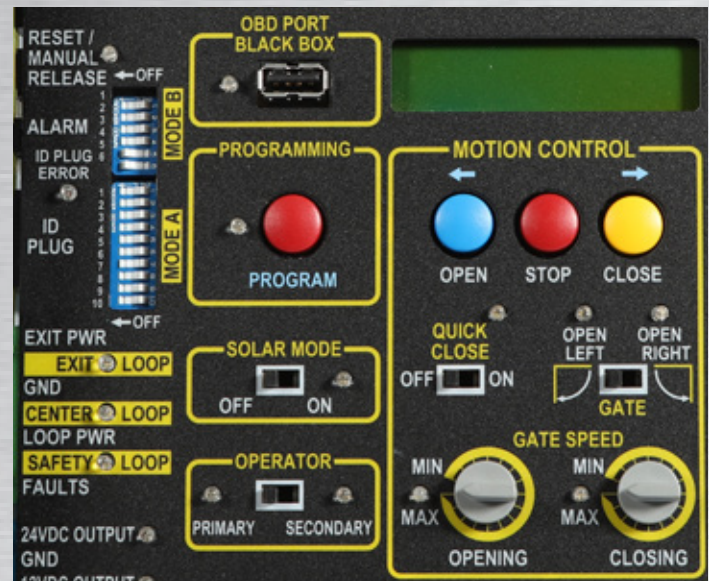 RESET /
MANUAL
RELEASE
←OFF
1
2
3
4
5
6
MODE B
ALARM
ID PLUG
ERROR
ID
PLUG
1
2
3
4
5
6
7
8
9
10
MODE A
←OFF
EXIT PWR
EXIT LOOP
GND
CENTER LOOP
LOOP PWR
SAFETY LOOP
FAULTS
24VDC OUTPUT
GND
12VDC OUTPUT
OBD PORT
BLACK BOX
PROGRAMMING
PROGRAM
SOLAR MODE
OFF ON
OPERATOR
PRIMARY SECONDARY
MOTION CONTROL
← →
OPEN STOP CLOSE
QUICK
CLOSE
OFF ON
OPEN
LEFT
OPEN
RIGHT
GATE
GATE SPEED
MIN
MAX
OPENING
MIN
MAX
CLOSING